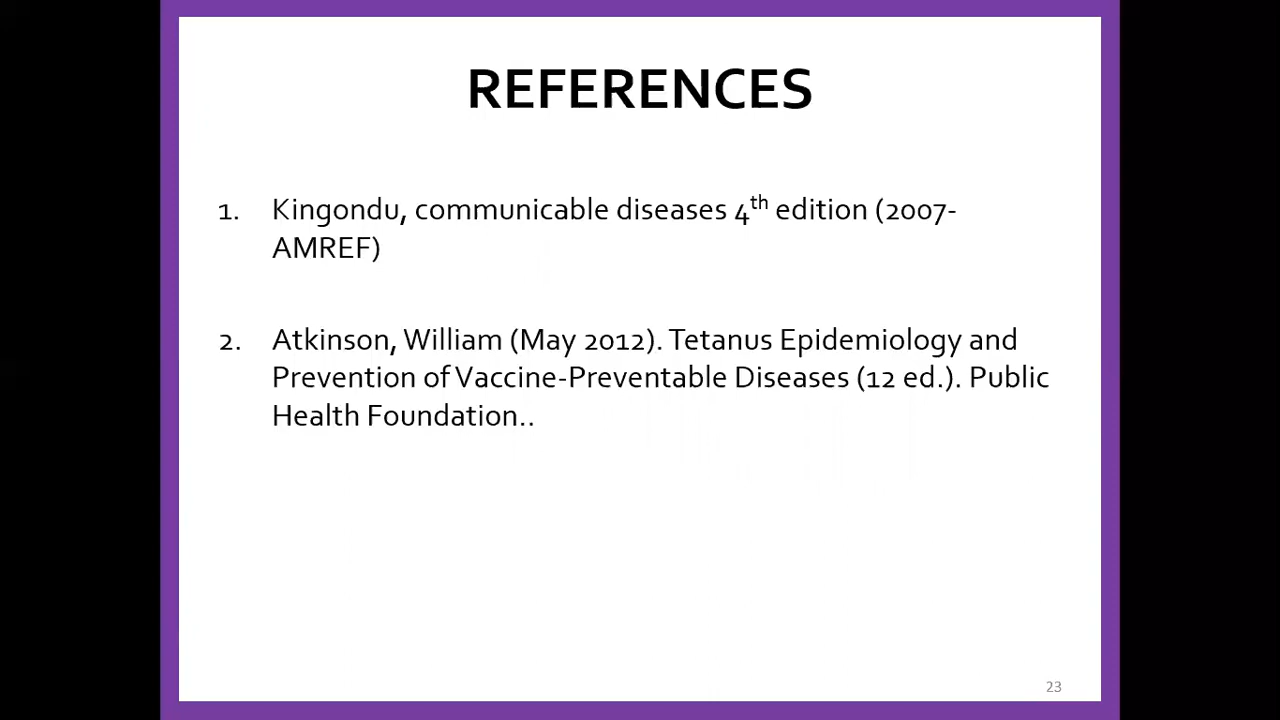 REFERENCES
1. Kingondu, communicable diseases 4th edition (2007-
AMREF)
2. Atkinson, William (May 2012). Tetanus Epidemiology and
Prevention of Vaccine-Preventable Diseases (12 ed.). Public
Health Foundation..
23